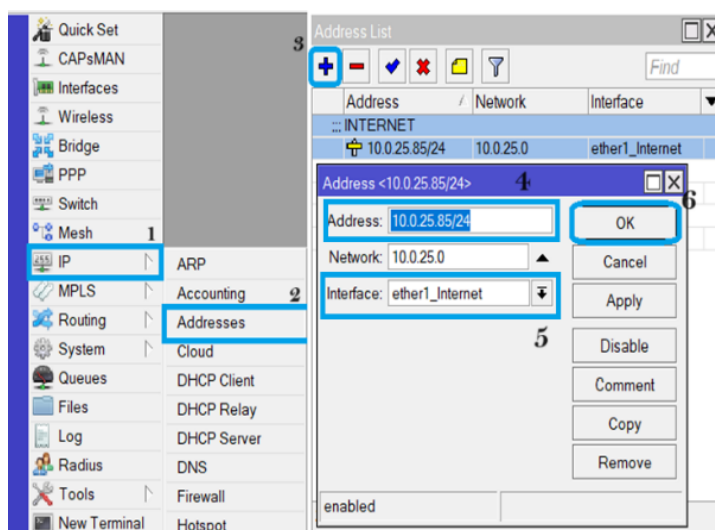 Quick Set
CAPsMAN
Interfaces
Wireless
Bridge
PPP
Switch
Mesh
1
IP
MPLS
Routing
System
Queues
Files
Log
Radius
Tools
New Terminal
ARP
Accounting
2
Addresses
Cloud
DHCP Client
DHCP Relay
DHCP Server
DNS
Firewall
Hotspot
3
Address List
Find
Address Network Interface
;;; INTERNET
10.0.25.85/24 10.0.25.0 ether1_Internet
Address <10.0.25.85/24> 4
Address: 10.0.25.85/24
Network: 10.0.25.0
Interface: ether1_Internet
5
6
OK
Cancel
Apply
Disable
Comment
Copy
Remove
enabled